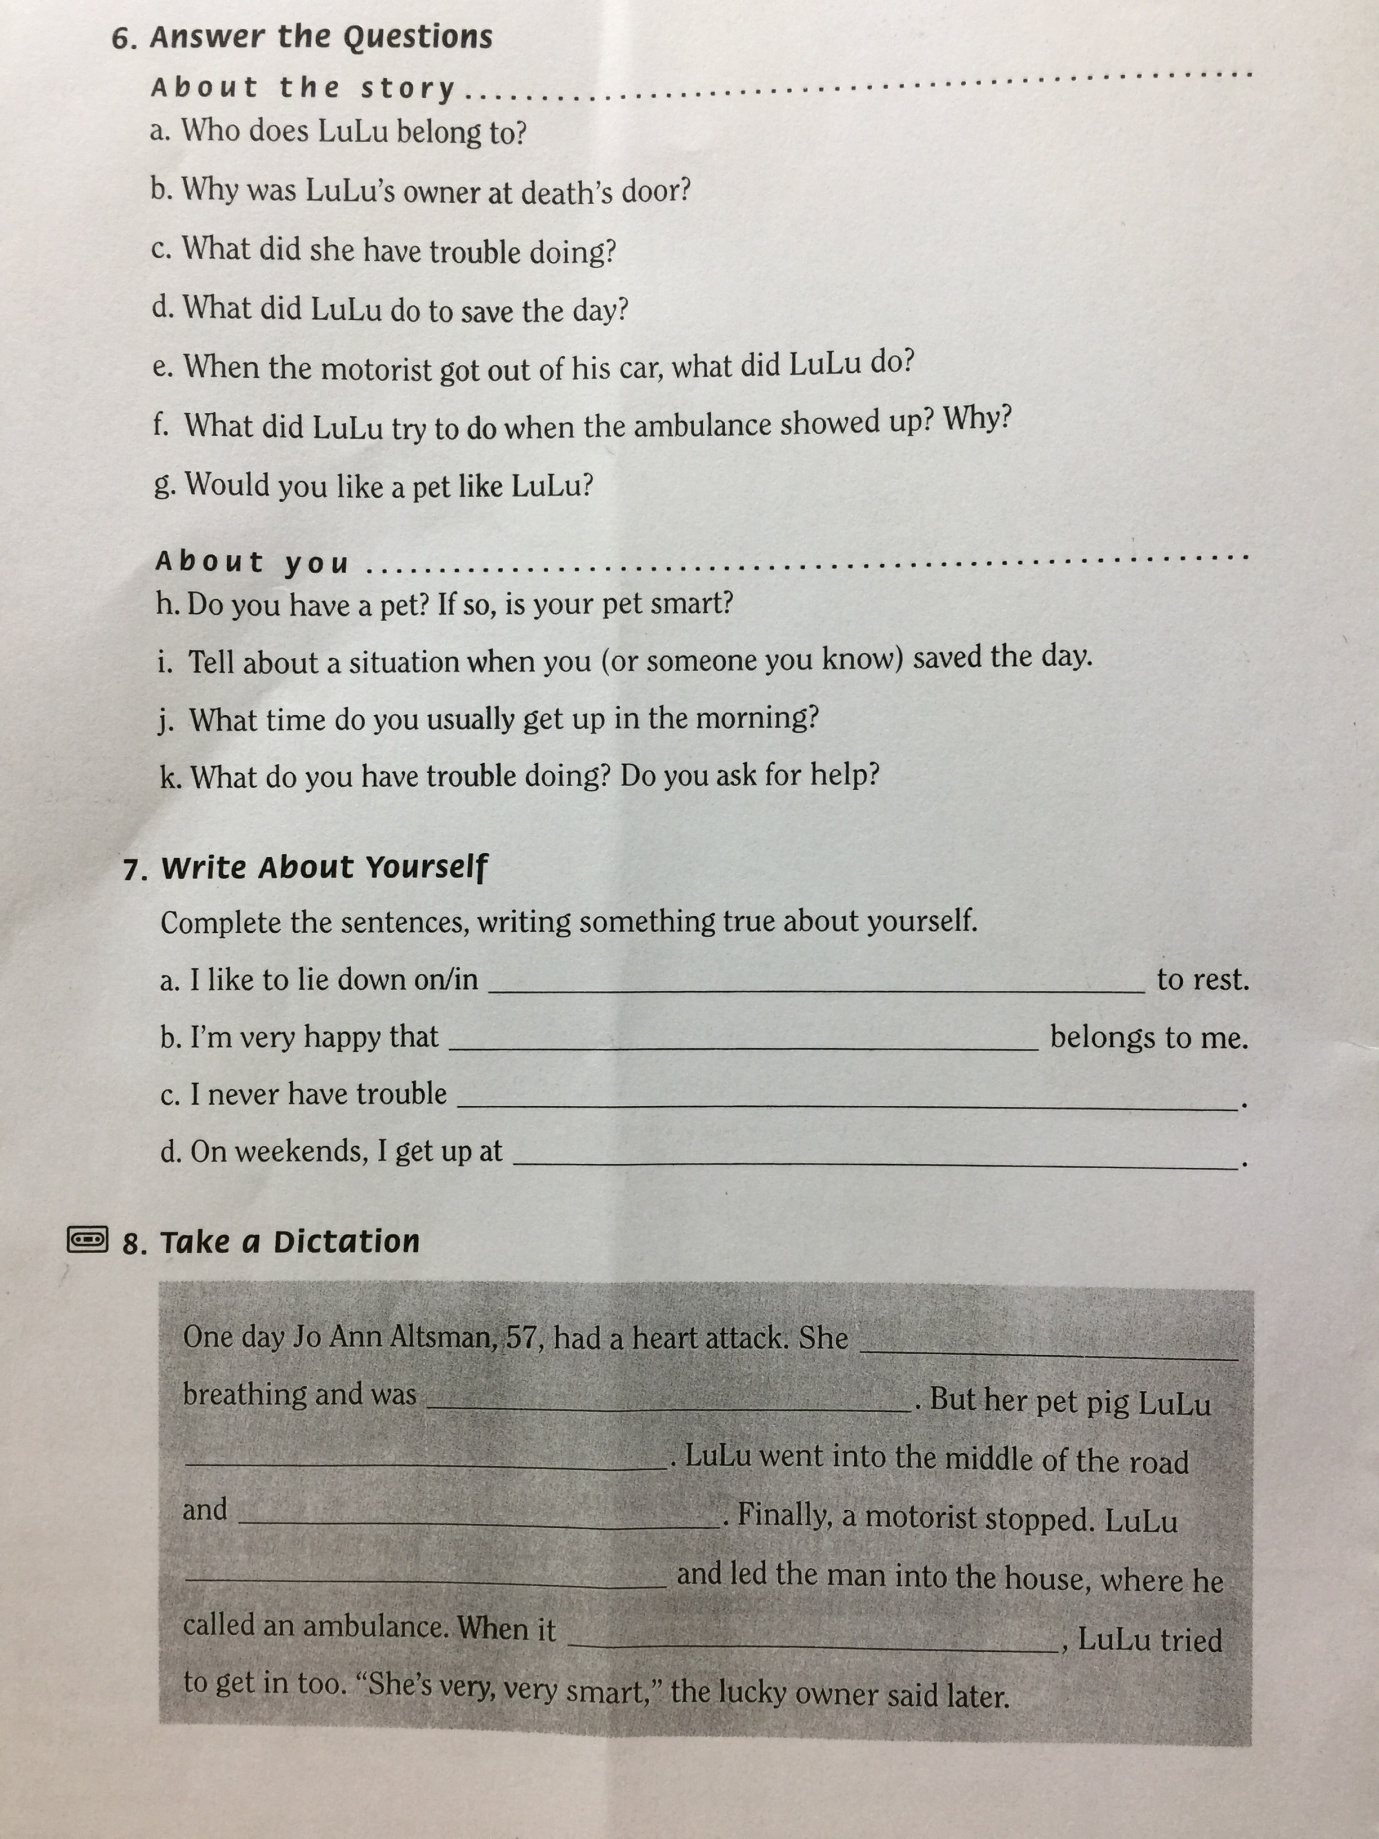 6. Answer the Questions
About the story
a. Who does LuLu belong to?
b. Why was LuLu's owner at death's door?
c. What did she have trouble doing?
d. What did LuLu do to save the day?
e. When the motorist got out of his car, what did LuLu do?
f. What did LuLu try to do when the ambulance showed up? Why?
g. Would you like a pet like LuLu?
About you
h. Do you have a pet? If so, is your pet smart?
i. Tell about a situation when you (or someone you know) saved the day.
j. What time do you usually get up in the morning?
k. What do you have trouble doing? Do you ask for help?
7. Write About Yourself
Complete the sentences, writing something true about yourself.
a. I like to lie down on/in ____ to rest.
b. I'm very happy that ____ belongs to me.
c. I never have trouble ____.
d. On weekends, I get up at ____.
8. Take a Dictation
One day Jo Ann Altsman, 57, had a heart attack. She ____
breathing and was ____. But her pet pig LuLu
____. LuLu went into the middle of the road
and ____. Finally, a motorist stopped. LuLu
____ and led the man into the house, where he
called an ambulance. When it ____, LuLu tried
to get in too. "She's very, very smart," the lucky owner said later.